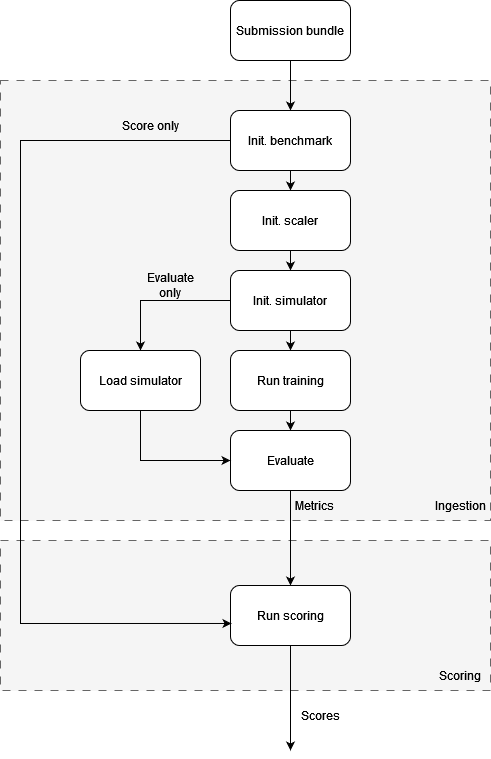 Submission bundle
Score only
Init. benchmark
Init. scaler
Evaluate
only
Init. simulator
Load simulator
Run training
Evaluate
Metrics
Ingestion
Run scoring
Scoring
Scores